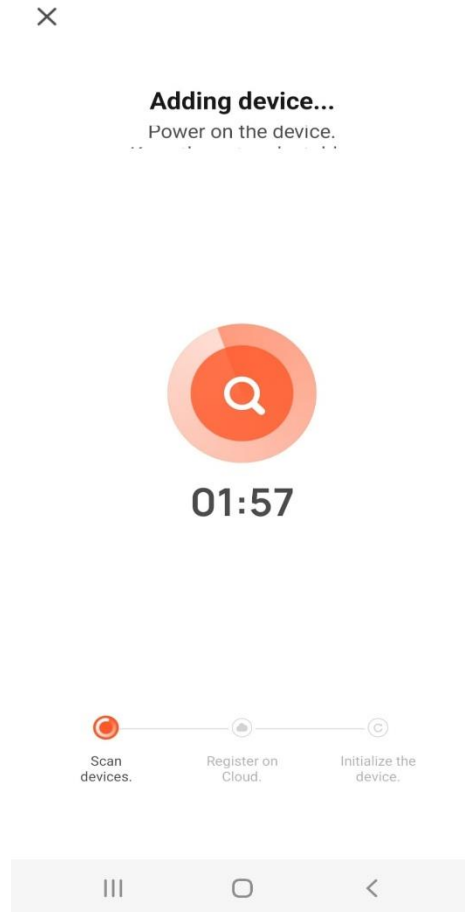 Adding device...
Power on the device.
01:57
Scan
devices.
Register on
Cloud.
Initialize the
device.